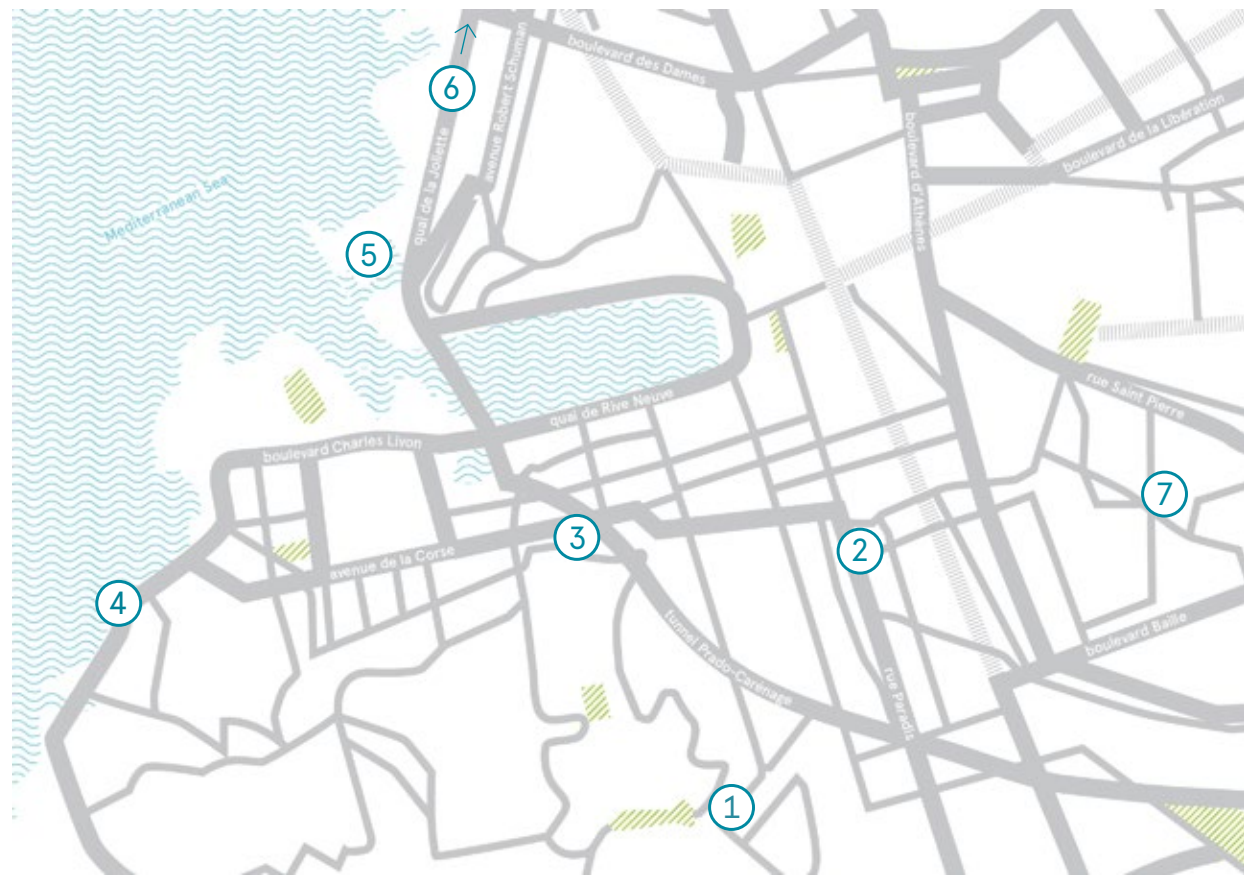 boulevard des Dames
6
avenue Robert Schuman
boulevard de la Libération
quai de la Joliette
boulevard d'Athènes
Mediterranean Sea
5
rue Saint Pierre
quai de Rive Neuve
boulevard Charles Livon
7
3
2
avenue de la Corse
4
boulevard Baille
tunnel Prado-Carénage
rue Paradis
1